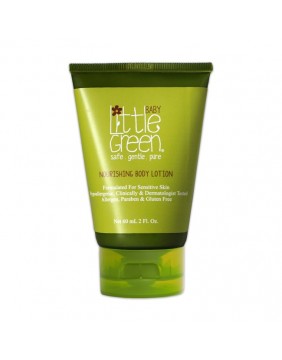 BABY
little
green
safe gentle pure
NOURISHING BODY LOTION
Formulated For Sensitive Skin
Hypoallergenic, Clinically & Dermatologist Tested
Allergen, Paraben & Gluten Free
Net 60 ml. 2 Fl. Oz.